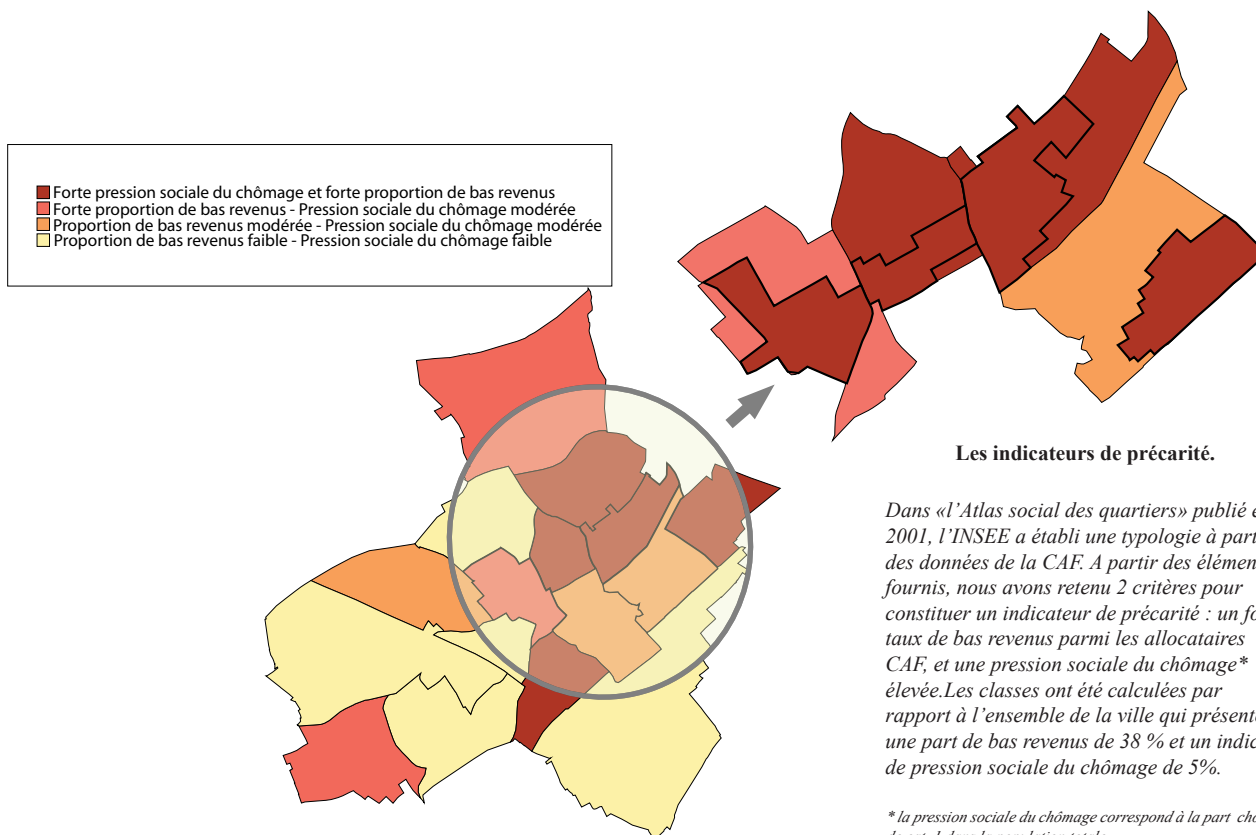 Forte pression sociale du chômage et forte proportion de bas revenus
Forte proportion de bas revenus - Pression sociale du chômage modérée
Proportion de bas revenus modérée - Pression sociale du chômage modérée
Proportion de bas revenus faible - Pression sociale du chômage faible
Les indicateurs de précarité.
Dans «l’Atlas social des quartiers» publié
2001, l’INSEE a établi une typologie à
des données de la CAF. A partir des
fournis, nous avons retenu 2 critères pour
constituer un indicateur de précarité : un
taux de bas revenus parmi les allocataires
CAF, et une pression sociale du chômage*
élevée.Les classes ont été calculées par
rapport à l’ensemble de la ville qui
une part de bas revenus de 38 % et un
de pression sociale du chômage de 5%.
* la pression sociale du chômage correspond à la part